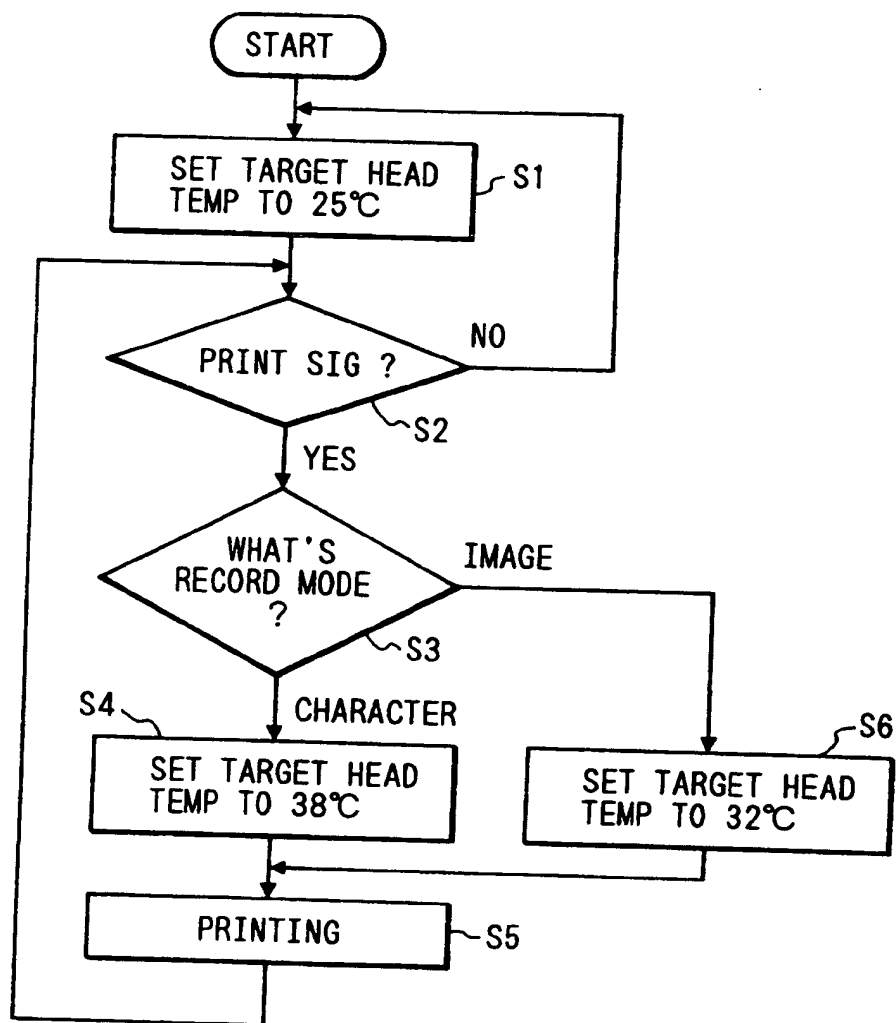 START
SET TARGET HEAD
TEMP TO 25℃
S1
PRINT SIG ?
NO
S2
YES
WHAT'S
RECORD MODE
?
IMAGE
S3
S4
CHARACTER
SET TARGET HEAD
TEMP TO 38℃
S6
SET TARGET HEAD
TEMP TO 32℃
PRINTING
S5